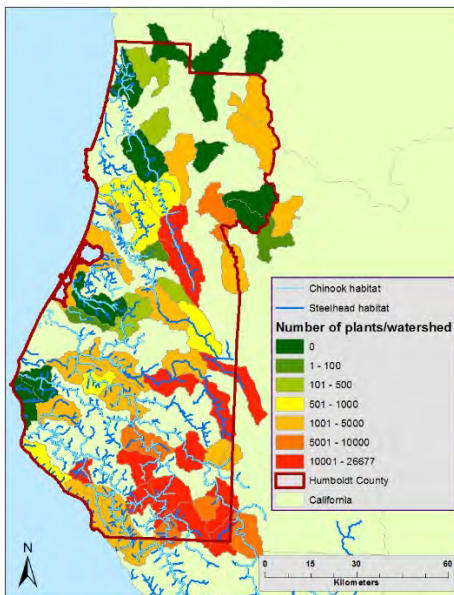 Chinook habitat
Steelhead habitat
Number of plants/watershed
0
1 - 100
101 - 500
501 - 1000
1001 - 5000
5001 - 10000
10001 - 26677
Humboldt County
California
N
0 15 30 60
Kilometers